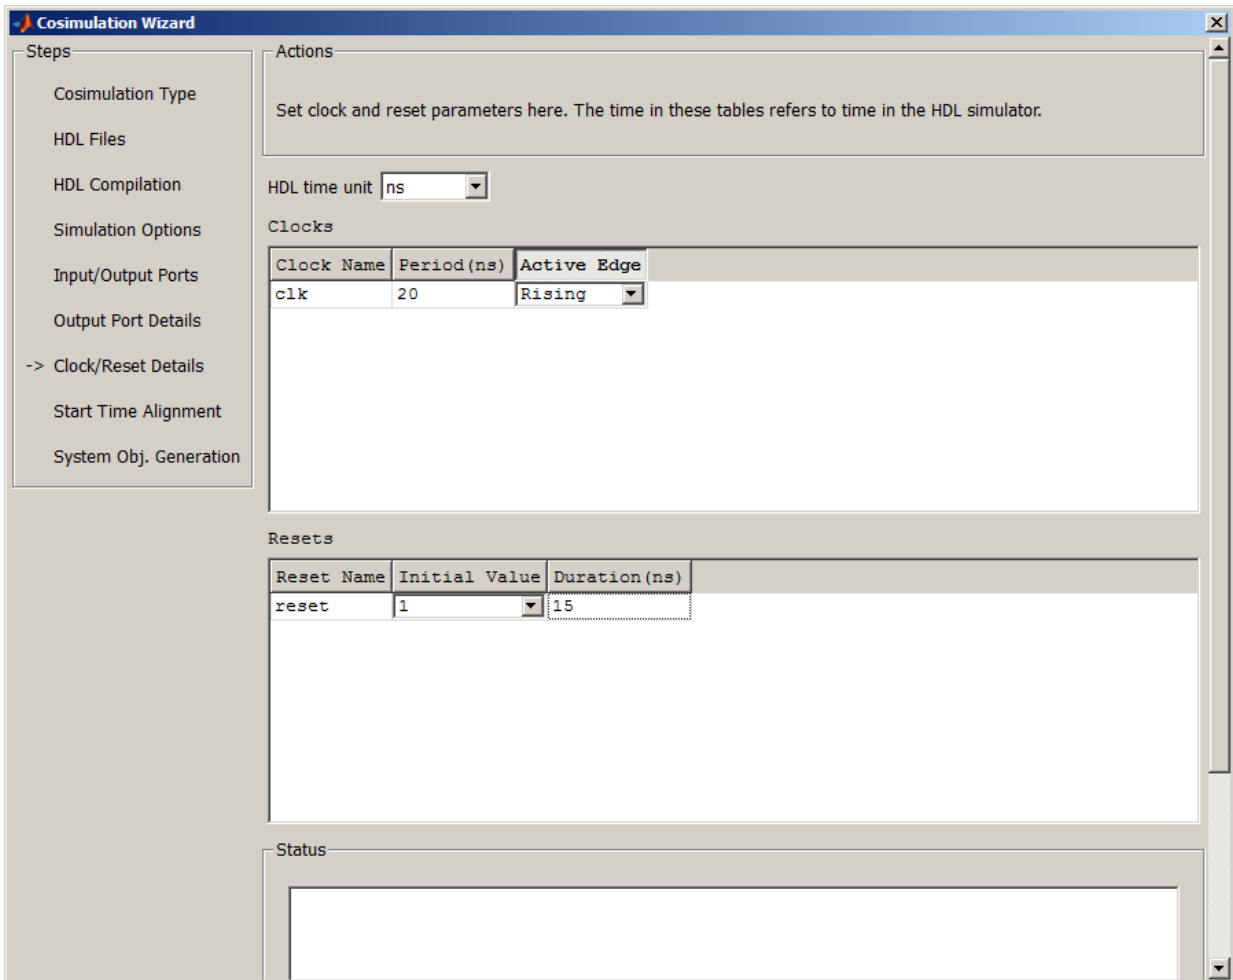 Cosimulation Wizard
Steps
Cosimulation Type
HDL Files
HDL Compilation
Simulation Options
Input/Output Ports
Output Port Details
-> Clock/Reset Details
Start Time Alignment
System Obj. Generation
Actions
Set clock and reset parameters here. The time in these tables refers to time in the HDL simulator.
HDL time unit ns
Clocks
Clock Name Period(ns) Active Edge
clk 20 Rising
Resets
Reset Name Initial Value Duration(ns)
reset 1 15
Status